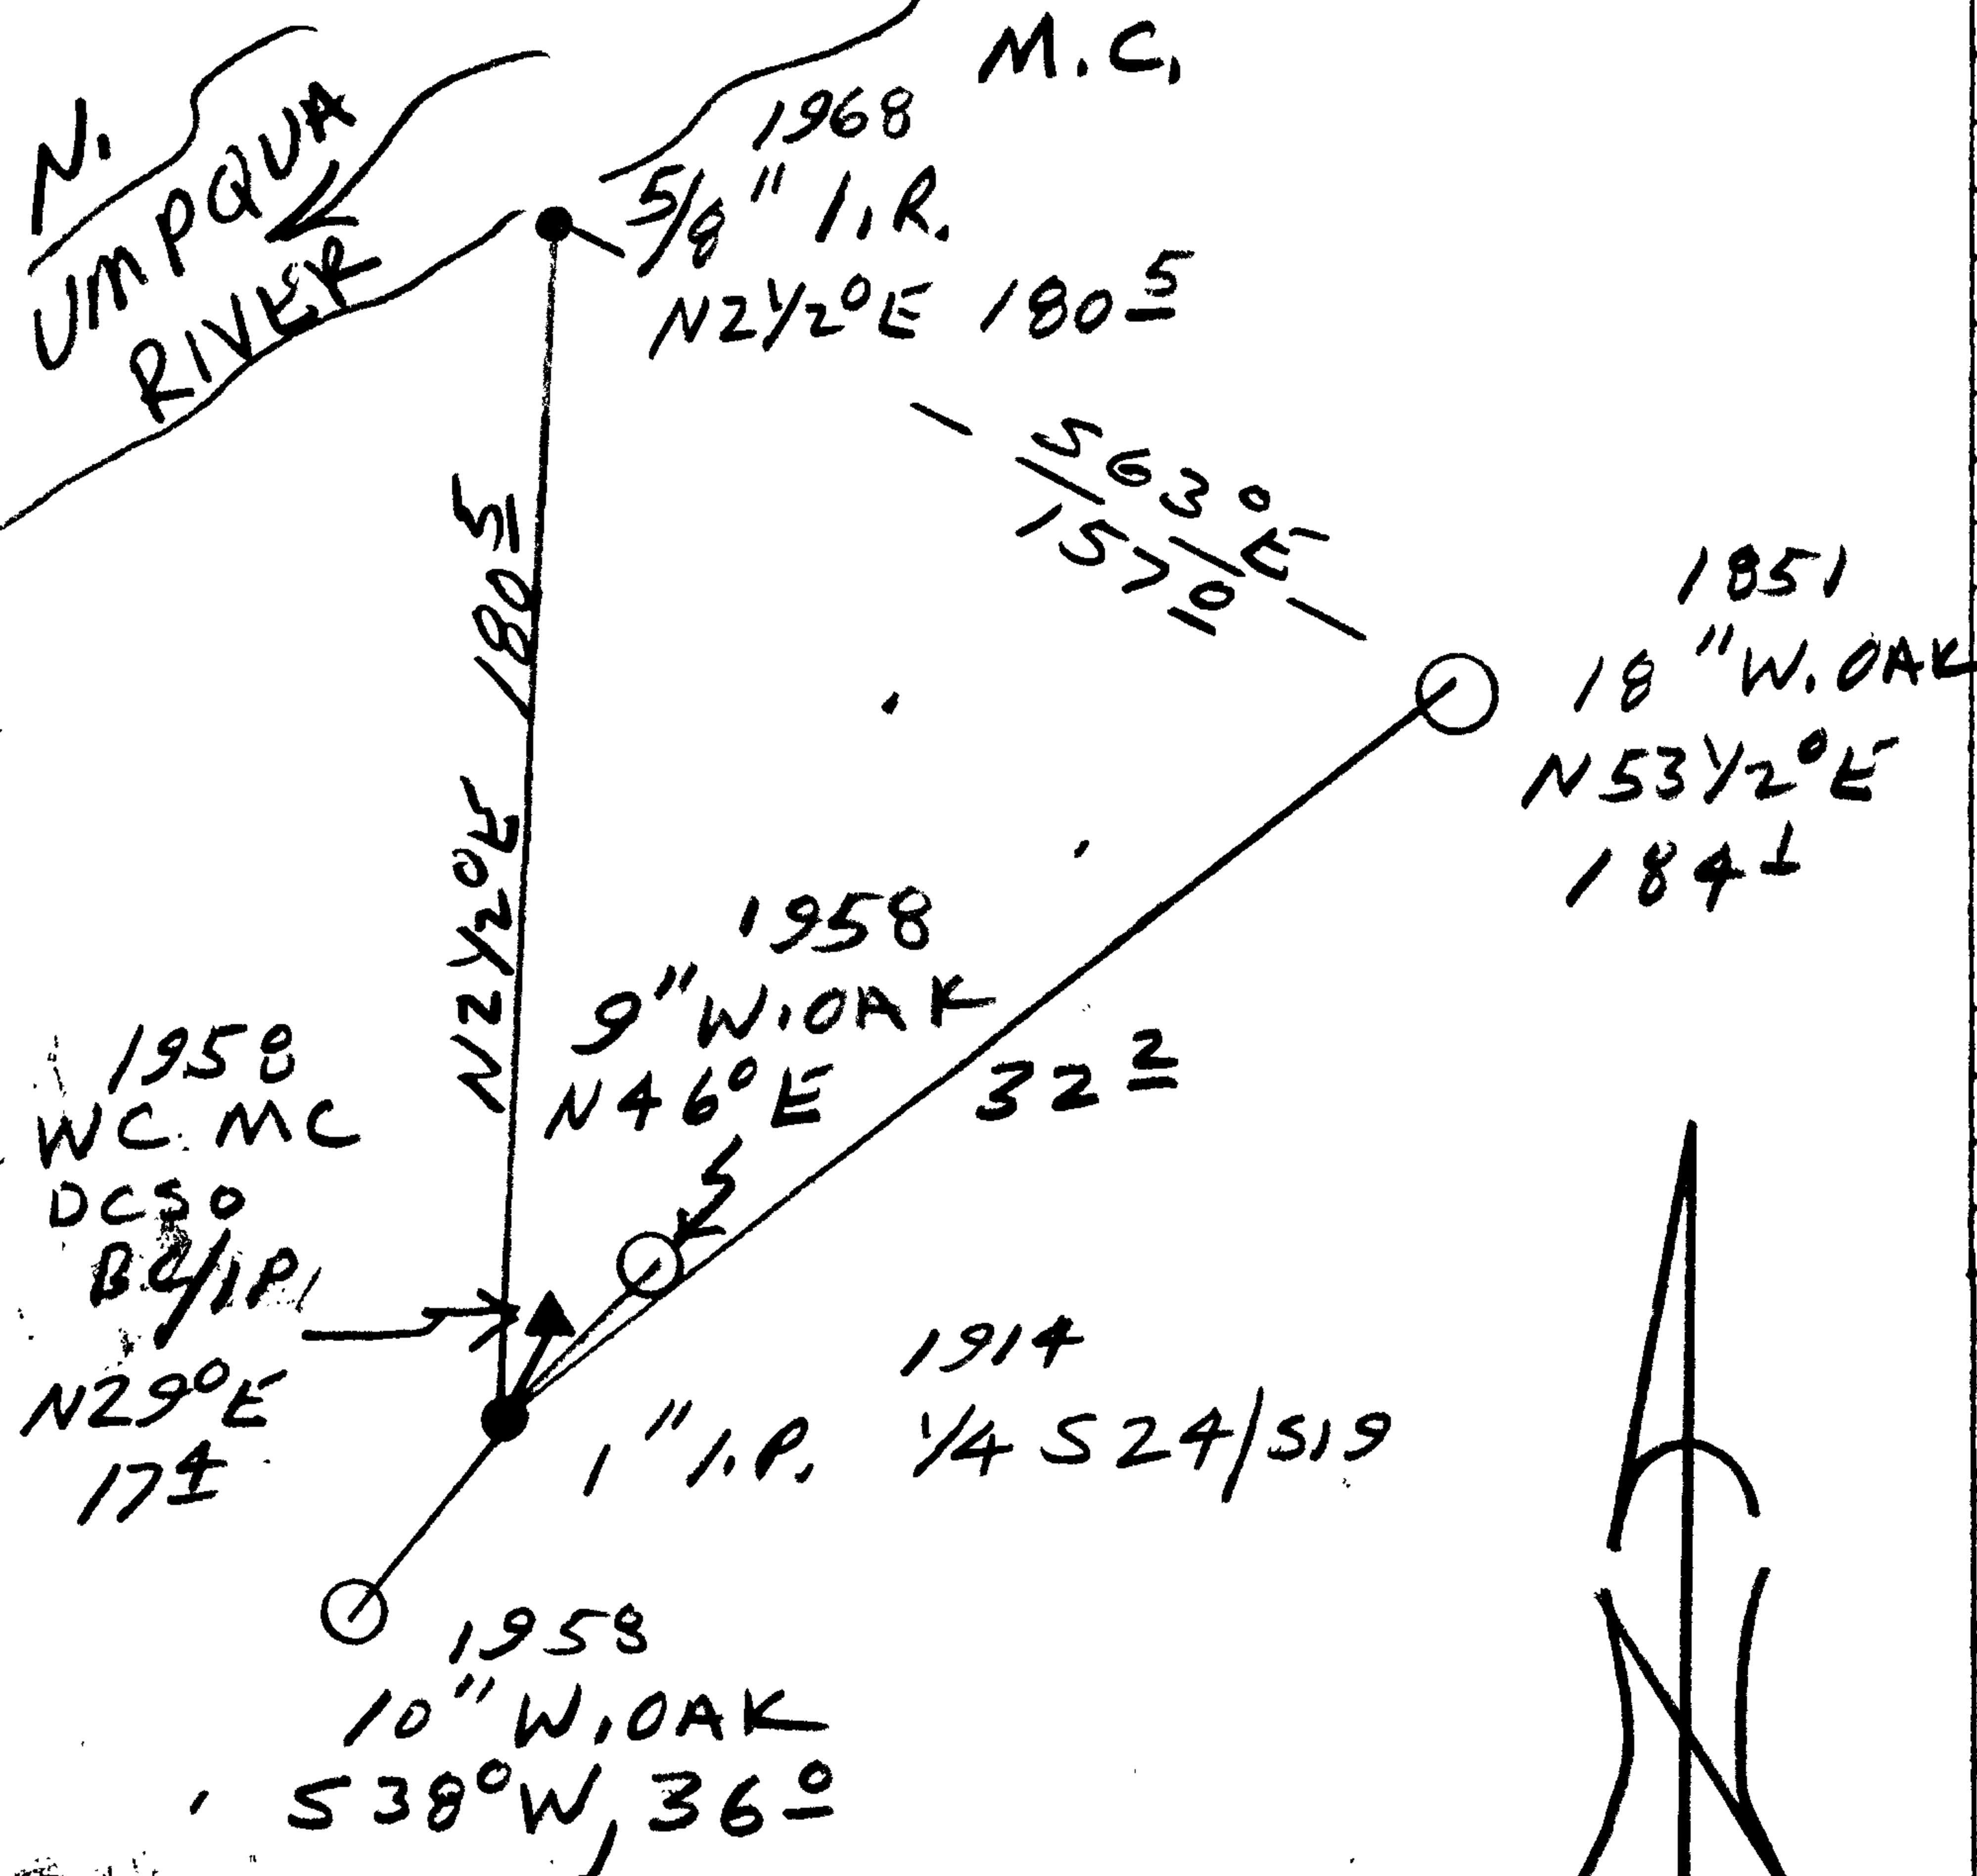 M.C.
1968
5/8" I.R.
N2½°E 180 5
N.
UMPQUA
RIVER
S63°E
157 0
1851
18" W. OAK
N53½°E
184 1
N2½°E 180 5
1958
9" W. OAK
N46°E 32 2
1958
WC MC
DCSO
B.C/I.P.
N29°E
17 4
1914
1" I.P. ¼ S24/S19
1958
10" W. OAK
S38°W, 36 0
N